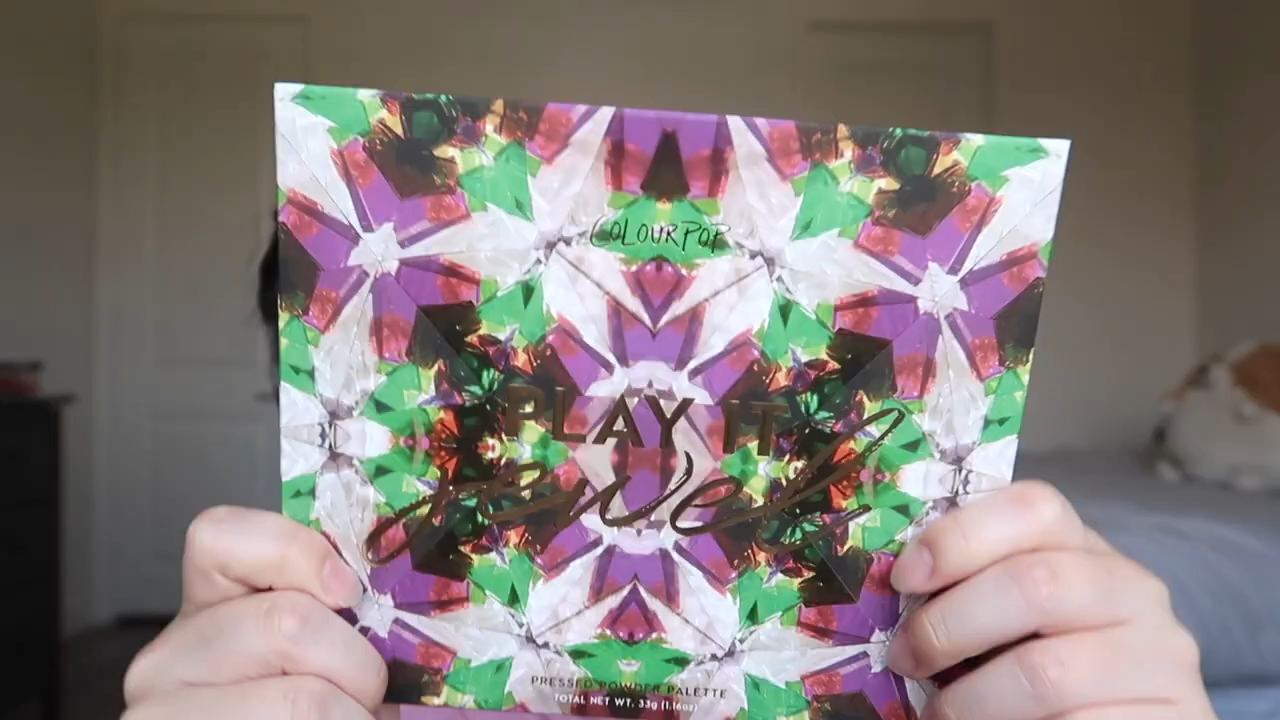 COLOURPOP
PLAY IT
jewel
PRESSED POWDER PALETTE
TOTAL NET WT. 33g (1.16oz)